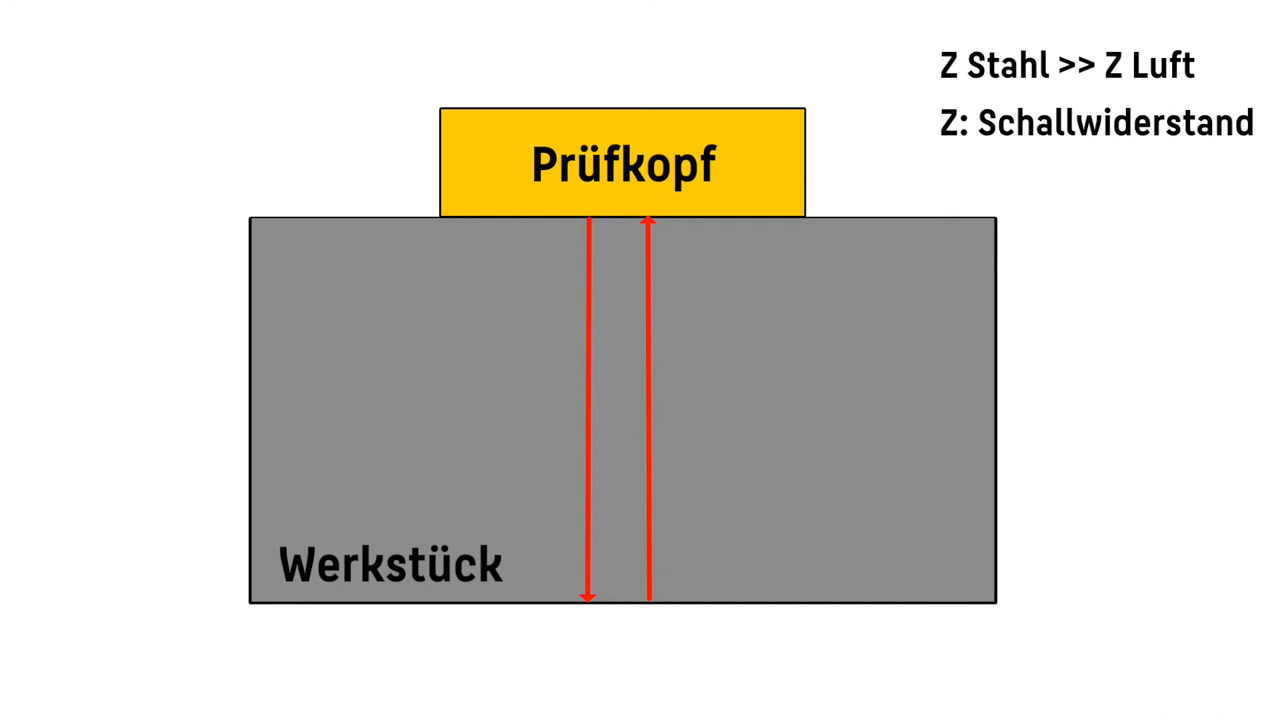 Z Stahl >> Z Luft
Z: Schallwiderstand
Prüfkopf
Werkstück